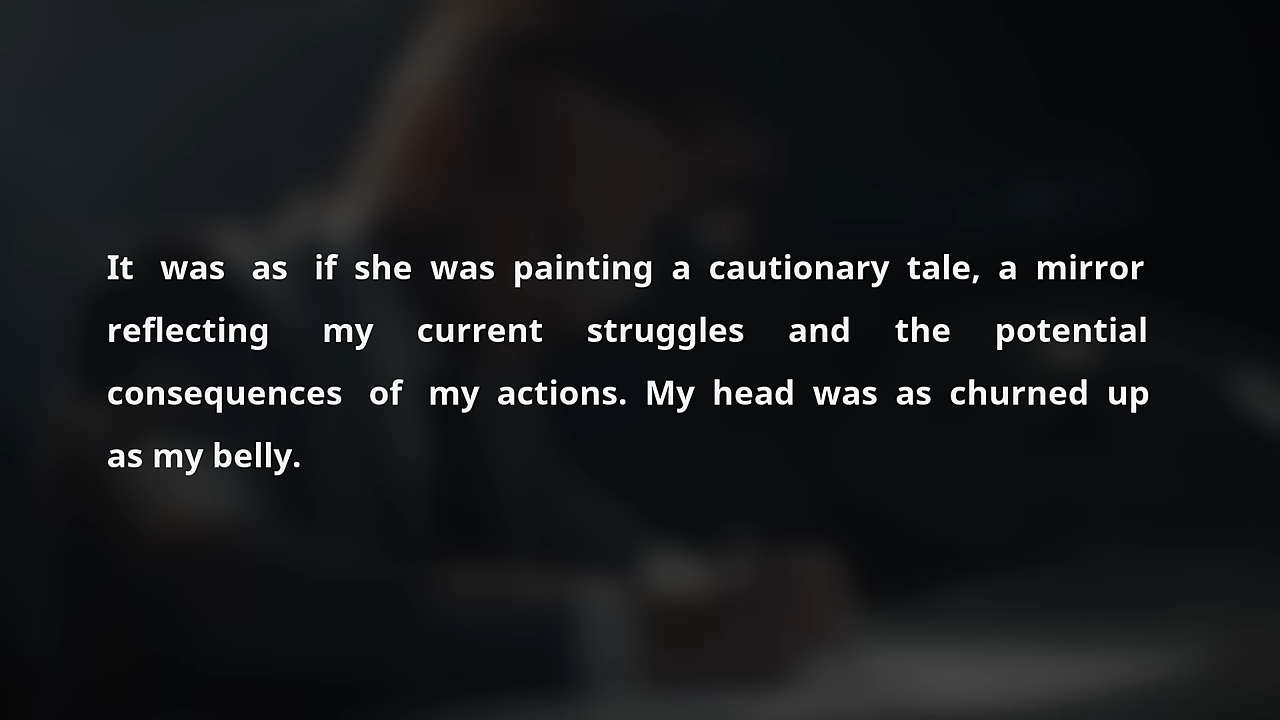 It was as if she was painting a cautionary tale, a mirror
reflecting my current struggles and the potential
consequences of my actions. My head was as churned up
as my belly.